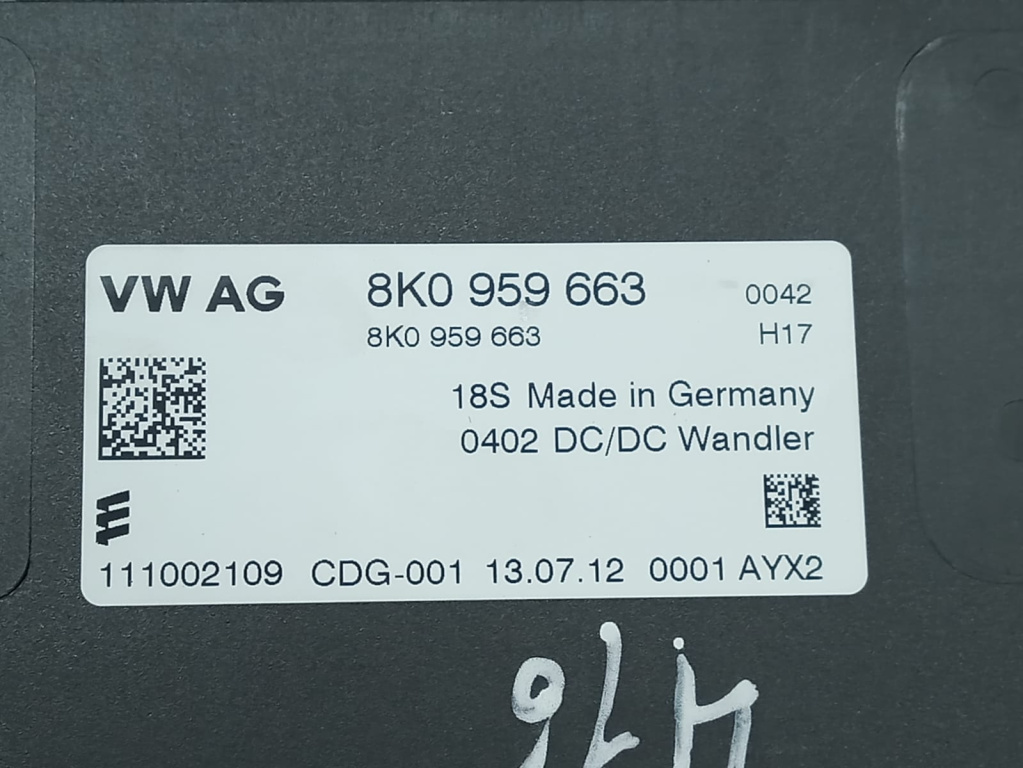 VW AG
8K0 959 663 0042
8K0 959 663 H17
18S Made in Germany
0402 DC/DC Wandler
111002109 CDG-001 13.07.12 0001 AYX2